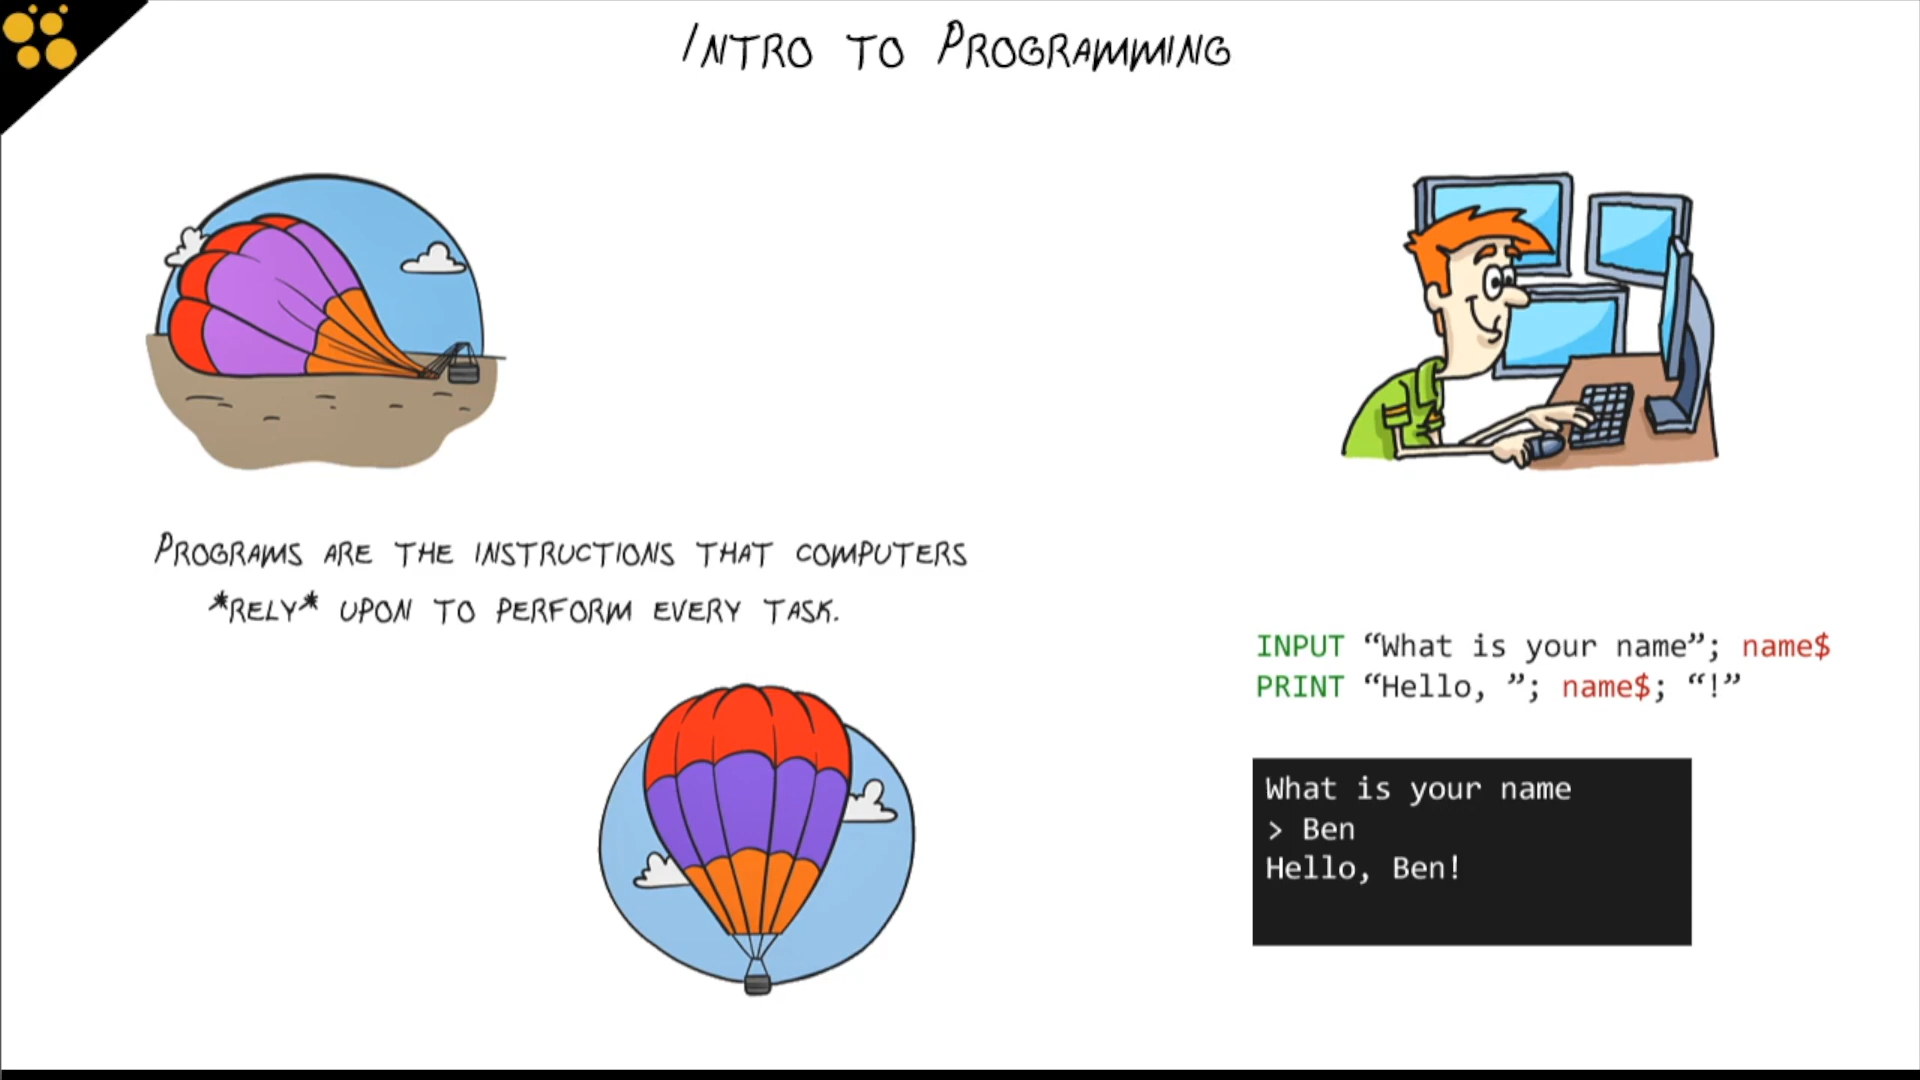 Intro to Programming
Programs are the instructions that computers
*rely* upon to perform every task.
INPUT “What is your name”; name$
PRINT “Hello, ”; name$; “!”
What is your name
> Ben
Hello, Ben!